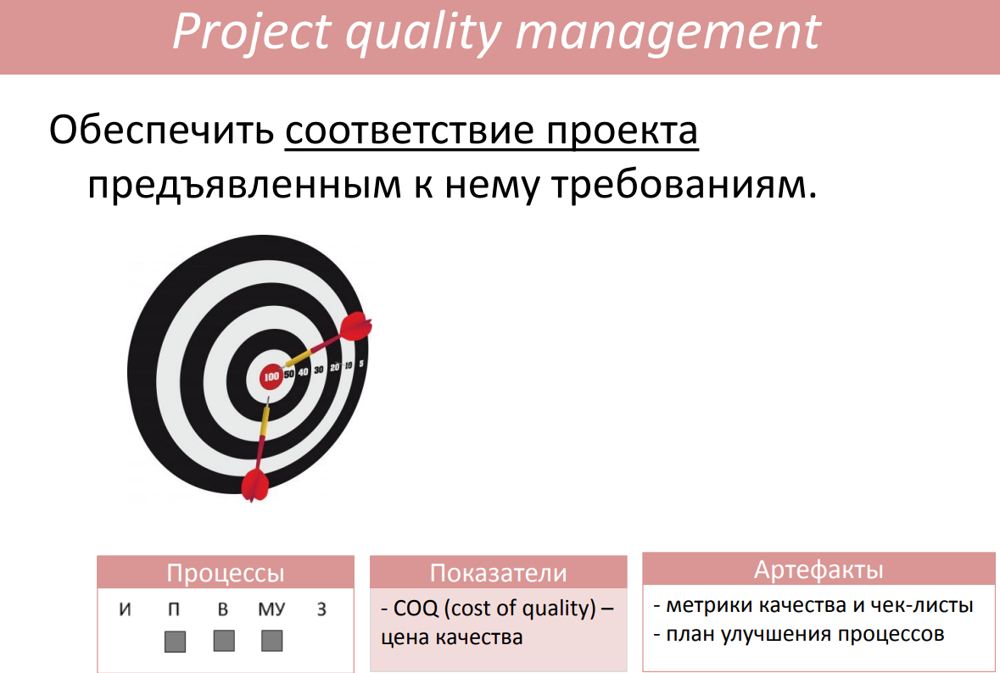 Project quality management
Обеспечить соответствие проекта
предъявленным к нему требованиям.
100 50 40 30 20 10 5
Процессы
И П В МУ З
Показатели
- COQ (cost of quality) –
цена качества
Артефакты
- метрики качества и чек-листы
- план улучшения процессов